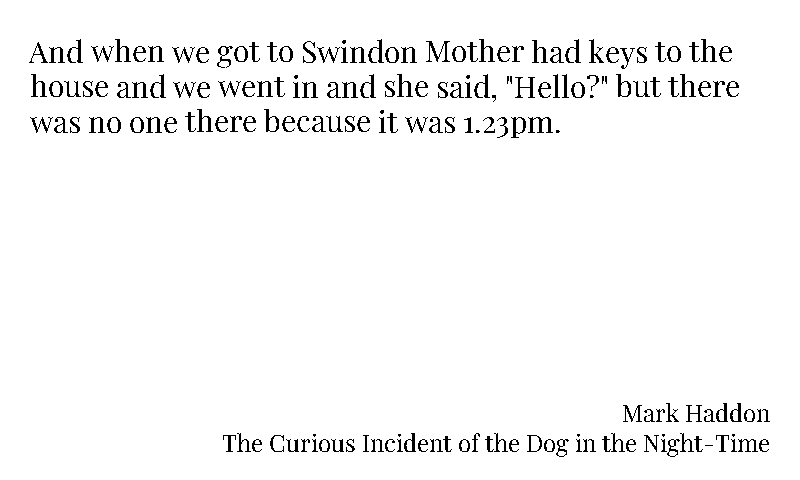 And when we got to Swindon Mother had keys to the
house and we went in and she said, "Hello?" but there
was no one there because it was 1.23pm.
Mark Haddon
The Curious Incident of the Dog in the Night-Time